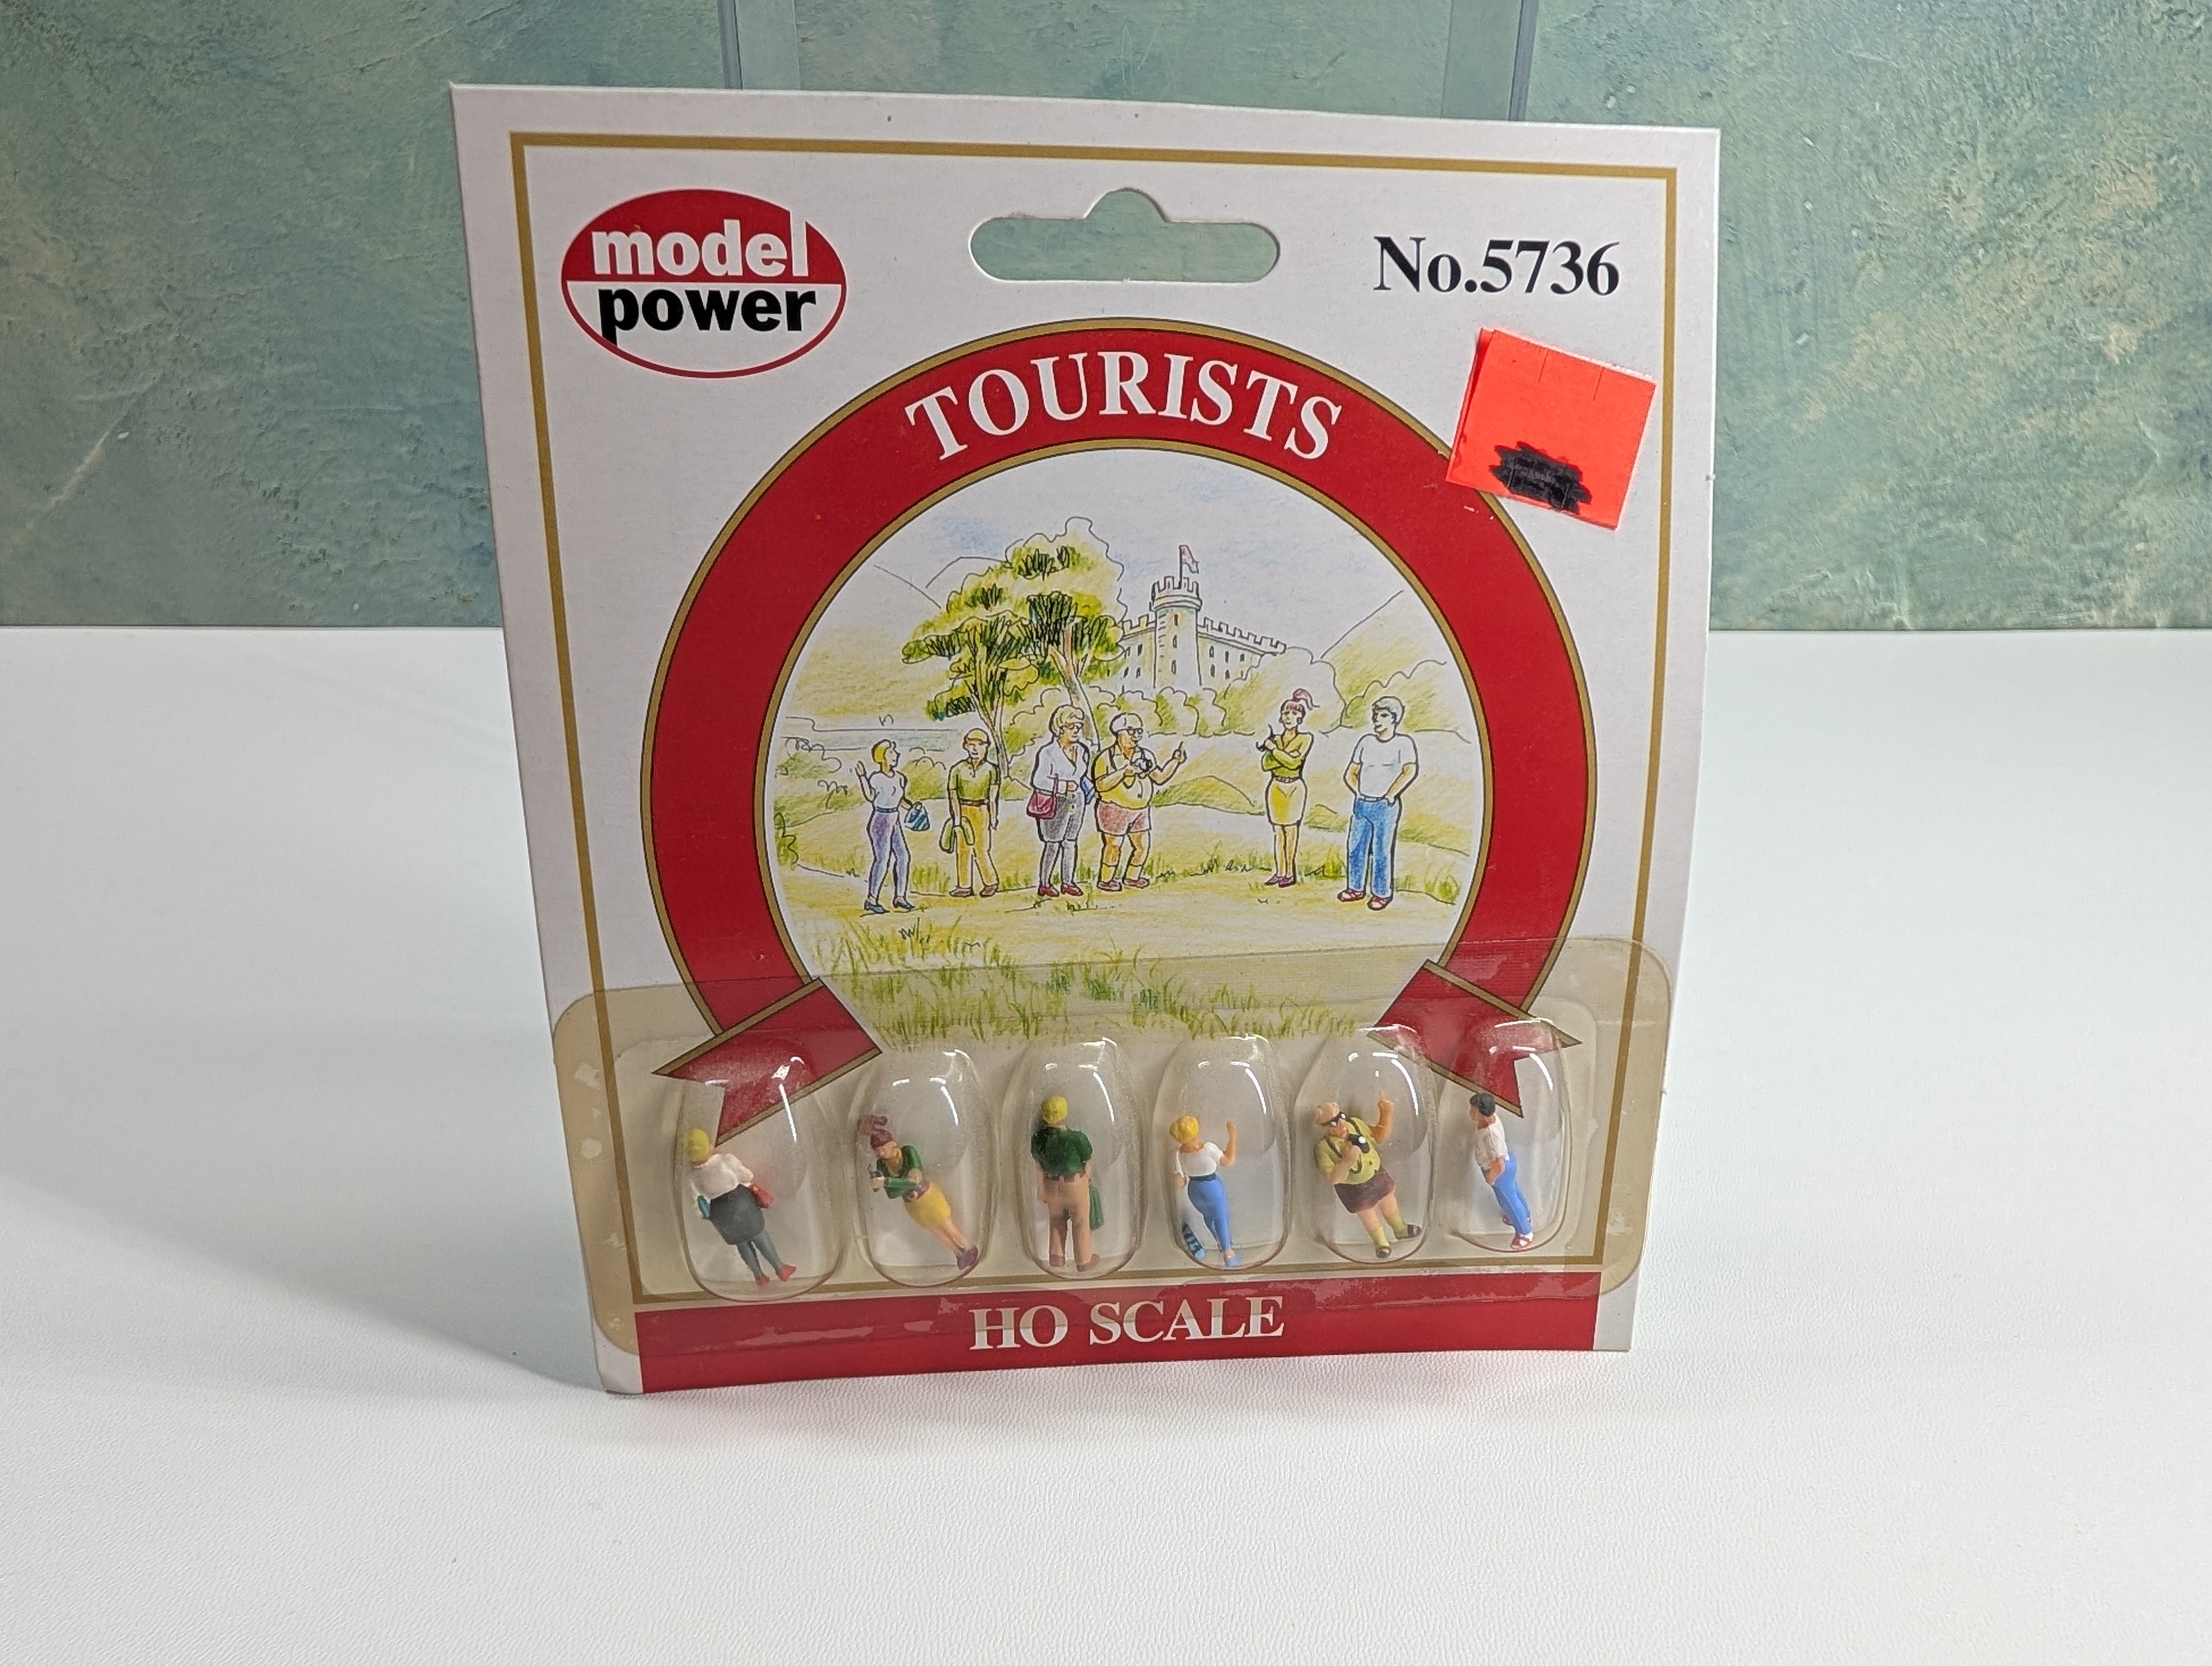 model
power
No.5736
TOURISTS
HO SCALE